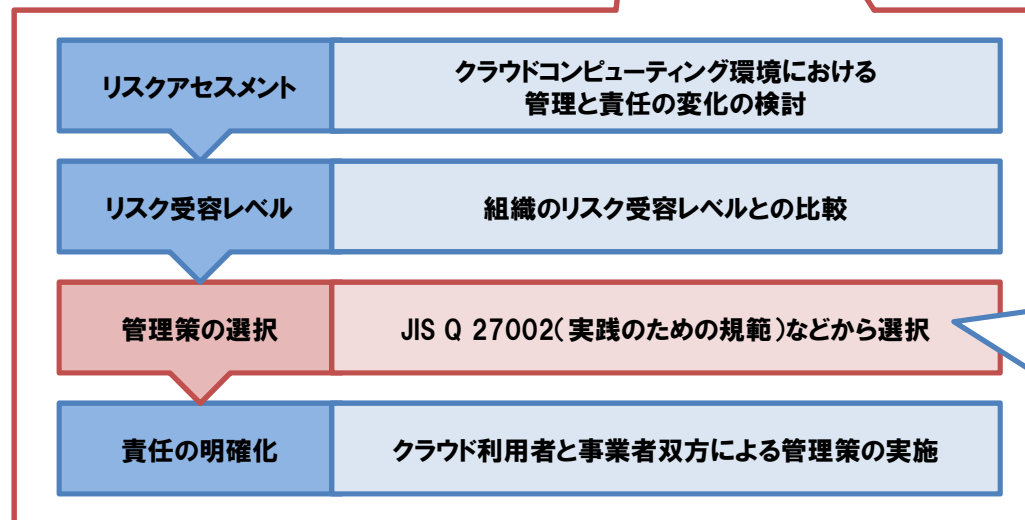 リスクアセスメント
クラウドコンピューティング環境における
管理と責任の変化の検討
リスク受容レベル
組織のリスク受容レベルとの比較
管理策の選択
JIS Q 27002(実践のための規範)などから選択
責任の明確化
クラウド利用者と事業者双方による管理策の実施